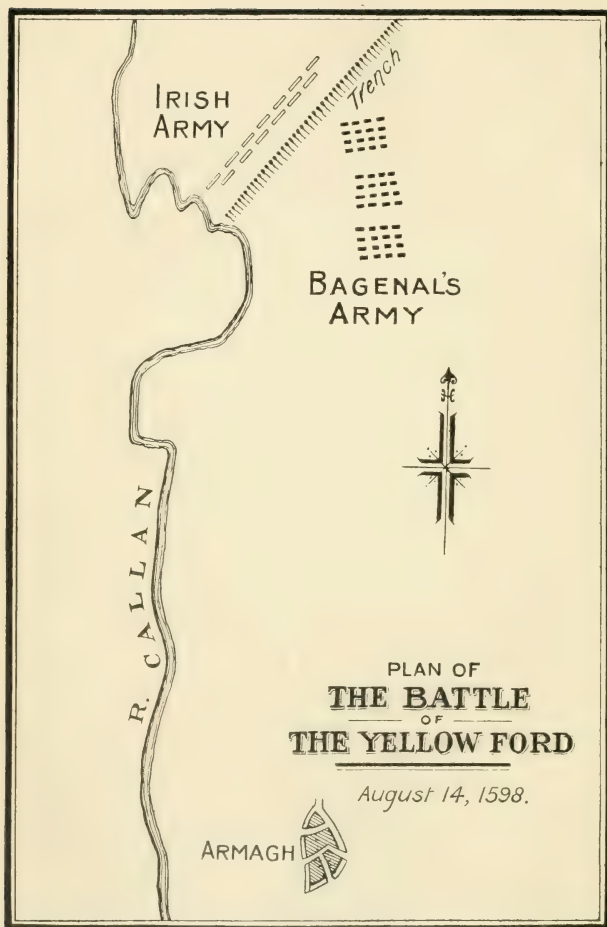 IRISH
ARMY
Trench
BAGENAL'S
ARMY
R. CALLAN
PLAN OF
THE BATTLE
OF
THE YELLOW FORD
August 14, 1598.
ARMAGH